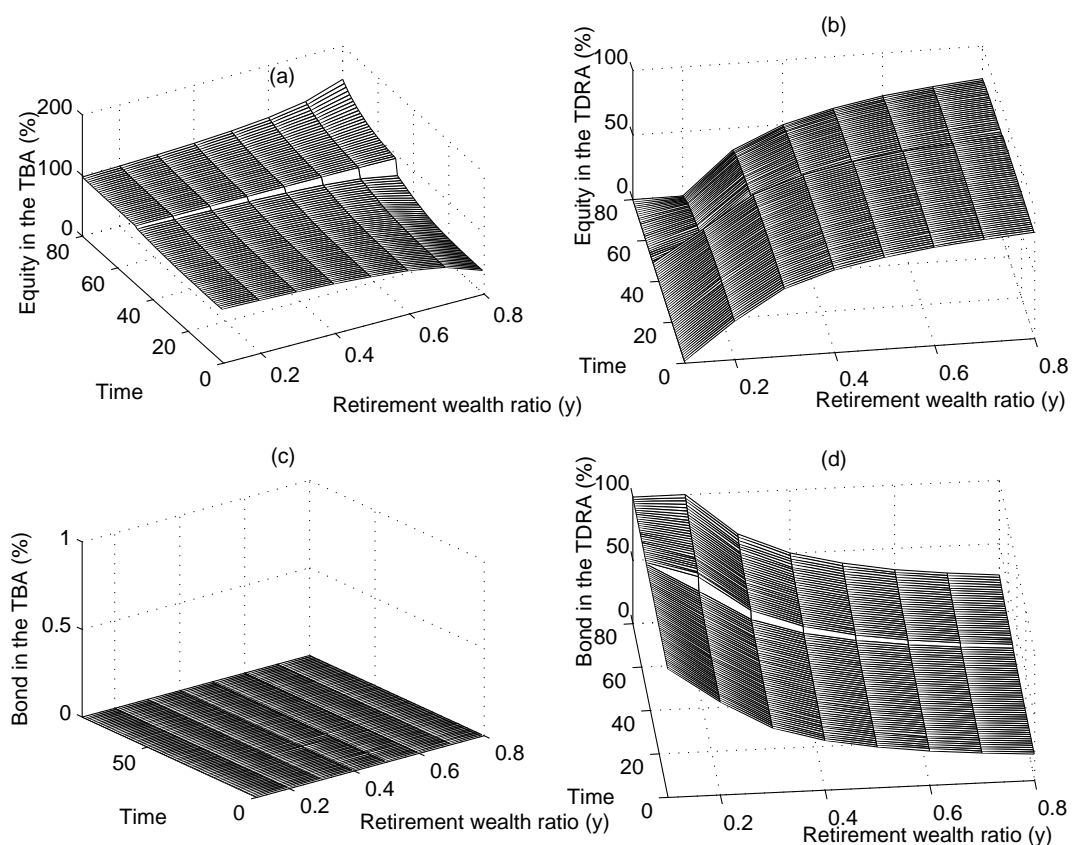 (a)
Equity in the TBA (%)
200
100
0
80
60
40
20
0
Time
0.2
0.4
0.6
0.8
Retirement wealth ratio (y)
(b)
Equity in the TDRA (%)
100
50
0
80
60
40
20
0
Time
0.2
0.4
0.6
0.8
Retirement wealth ratio (y)
(c)
Bond in the TBA (%)
1
0.5
0
50
0
Time
0.2
0.4
0.6
0.8
Retirement wealth ratio (y)
(d)
Bond in the TDRA (%)
100
50
0
80
60
40
20
0
Time
0.2
0.4
0.6
0.8
Retirement wealth ratio (y)